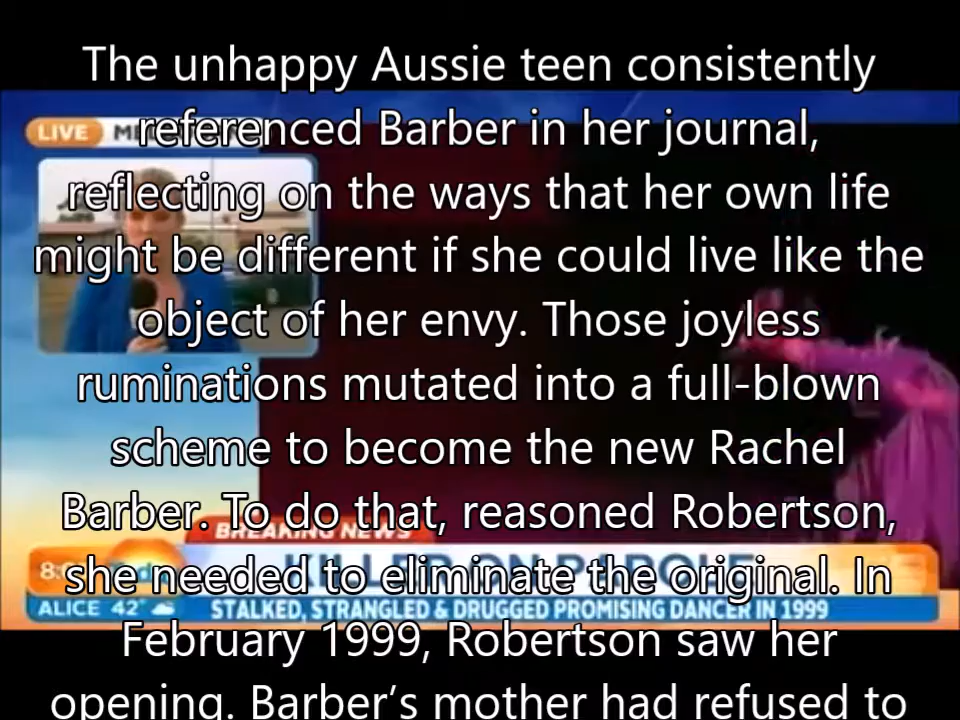 The unhappy Aussie teen consistently
referenced Barber in her journal,
reflecting on the ways that her own life
might be different if she could live like the
object of her envy. Those joyless
ruminations mutated into a full-blown
scheme to become the new Rachel
Barber. To do that, reasoned Robertson,
she needed to eliminate the original. In
February 1999, Robertson saw her
opening. Barber’s mother had refused to
LIVE
BREAKING NEWS
KILLER ON PAROLE
ALICE 42°
STALKED, STRANGLED & DRUGGED PROMISING DANCER IN 1999